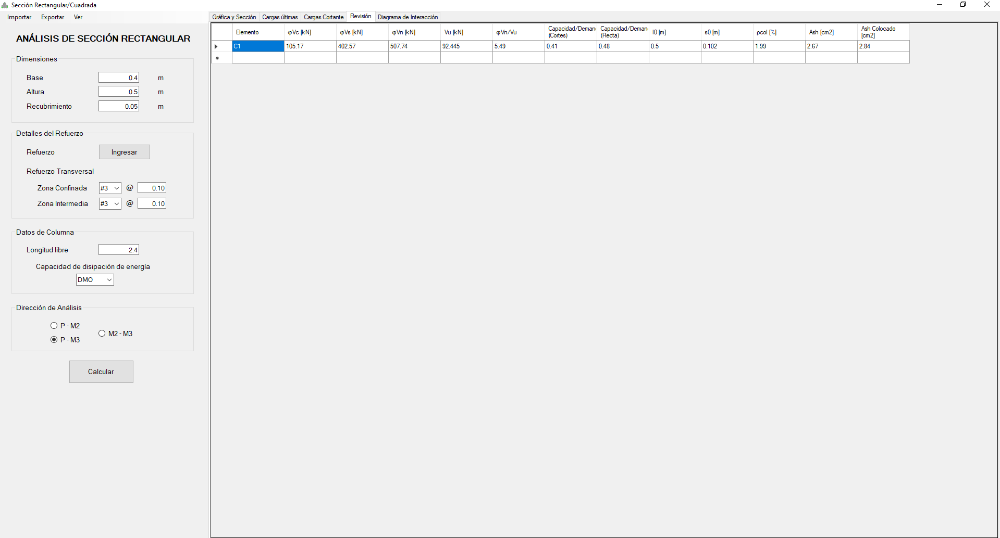 Sección Rectangular/Cuadrada
Importar Exportar Ver
ANÁLISIS DE SECCIÓN RECTANGULAR
Dimensiones
Base 0.4 m
Altura 0.5 m
Recubrimiento 0.05 m
Detalles del Refuerzo
Refuerzo Ingresar
Refuerzo Transversal
Zona Confinada #3 @ 0.10
Zona Intermedia #3 @ 0.10
Datos de Columna
Longitud libre 2.4
Capacidad de disipación de energía
DMO
Dirección de Análisis
P - M2
M2 - M3
P - M3
Calcular
Gráfica y Sección Cargas últimas Cargas Cortante Revisión Diagrama de Interacción
Elemento φVc [kN] φVs [kN] φVn [kN] Vu [kN] φVn/Vu Capacidad/Deman (Cortes) Capacidad/Deman (Recta) l0 [m] s0 [m] ρcol [%] Ash [cm2] Ash Colocado [cm2]
C1 105.17 402.57 507.74 92.445 5.49 0.41 0.48 0.5 0.102 1.99 2.67 2.84